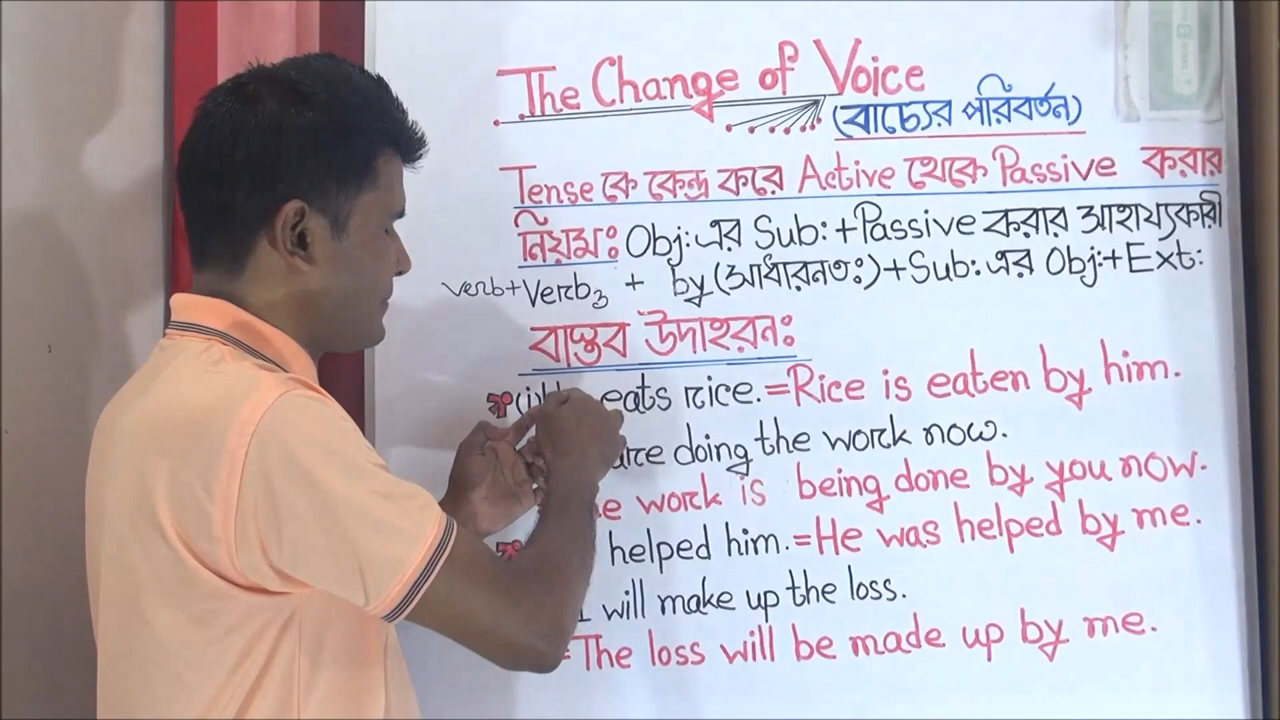 The Change of Voice
(বাচ্যের পরিবর্তন)
Tense কে কেন্দ্র করে Active থেকে Passive করার
নিয়মঃ Obj: এর Sub: + Passive করার সাহায্যকারী
verb + Verb3 + by (সাধারনতঃ) + Sub: এর Obj: + Ext:
বাস্তব উদাহরনঃ
eats rice. = Rice is eaten by him.
are doing the work now.
work is being done by you now.
helped him. = He was helped by me.
I will make up the loss.
= The loss will be made up by me.